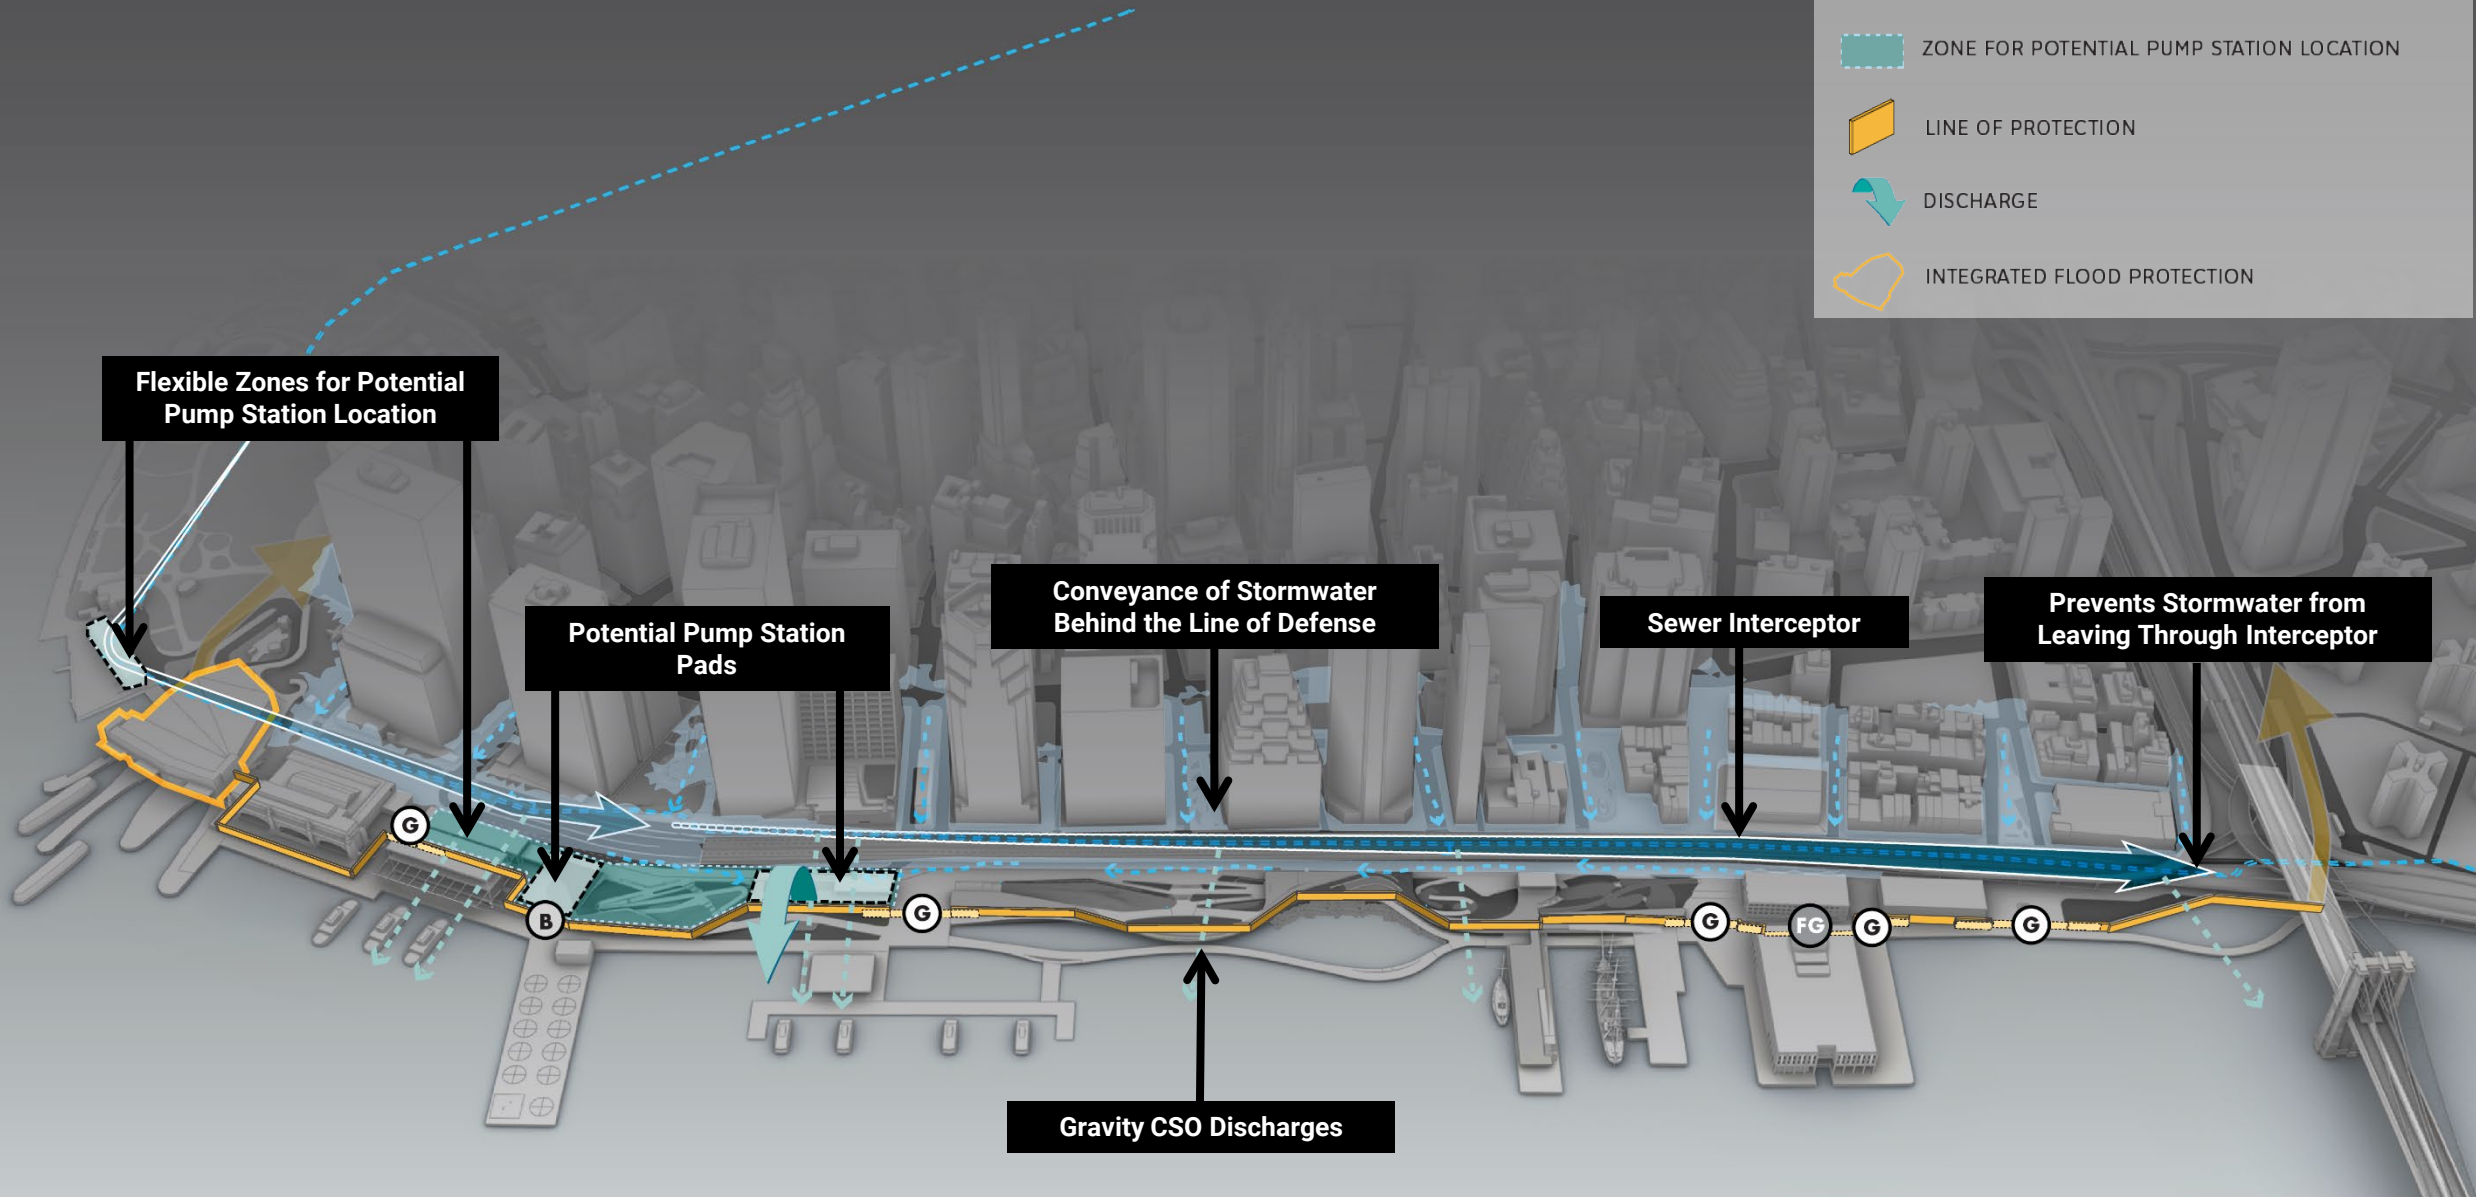 ZONE FOR POTENTIAL PUMP STATION LOCATION
LINE OF PROTECTION
DISCHARGE
INTEGRATED FLOOD PROTECTION
Flexible Zones for Potential
Pump Station Location
Potential Pump Station
Pads
Conveyance of Stormwater
Behind the Line of Defense
Sewer Interceptor
Prevents Stormwater from
Leaving Through Interceptor
G
B
G
G
FG
G
G
Gravity CSO Discharges